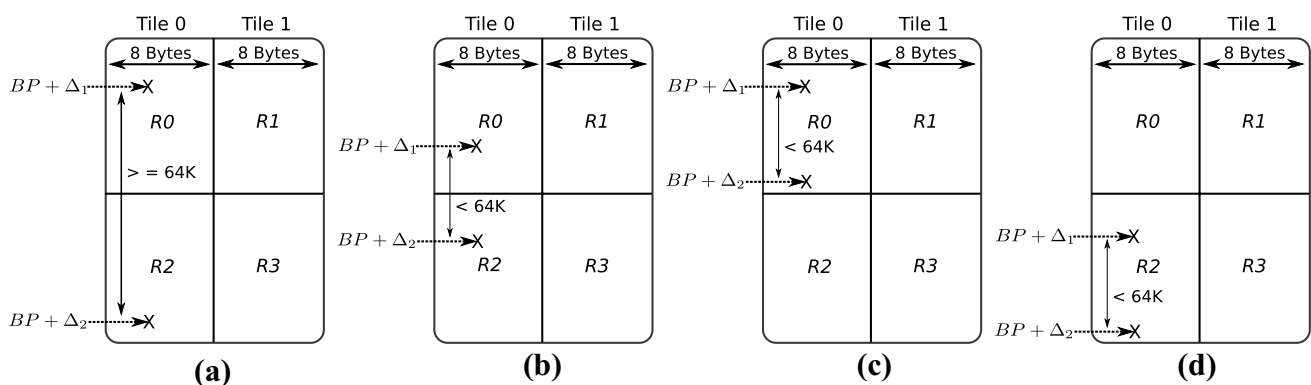 Tile 0 Tile 1
8 Bytes 8 Bytes
BP + Δ₁
R0 R1
> = 64K
R2 R3
BP + Δ₂
(a)
Tile 0 Tile 1
8 Bytes 8 Bytes
R0 R1
BP + Δ₁
< 64K
BP + Δ₂
R2 R3
(b)
Tile 0 Tile 1
8 Bytes 8 Bytes
BP + Δ₁
R0 R1
< 64K
BP + Δ₂
R2 R3
(c)
Tile 0 Tile 1
8 Bytes 8 Bytes
R0 R1
BP + Δ₁
R2 R3
< 64K
BP + Δ₂
(d)